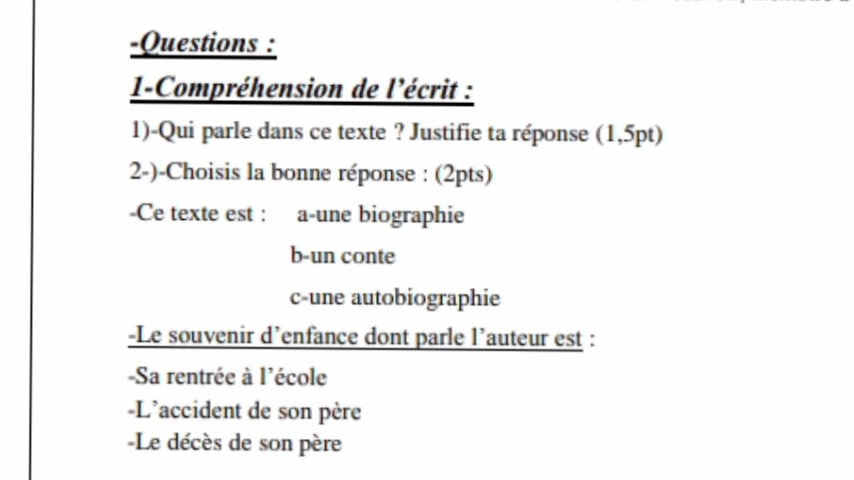 -Questions :
1-Compréhension de l'écrit :
1)-Qui parle dans ce texte ? Justifie ta réponse (1,5pt)
2-)-Choisis la bonne réponse : (2pts)
-Ce texte est : a-une biographie
b-un conte
c-une autobiographie
-Le souvenir d'enfance dont parle l'auteur est :
-Sa rentrée à l'école
-L'accident de son père
-Le décès de son père